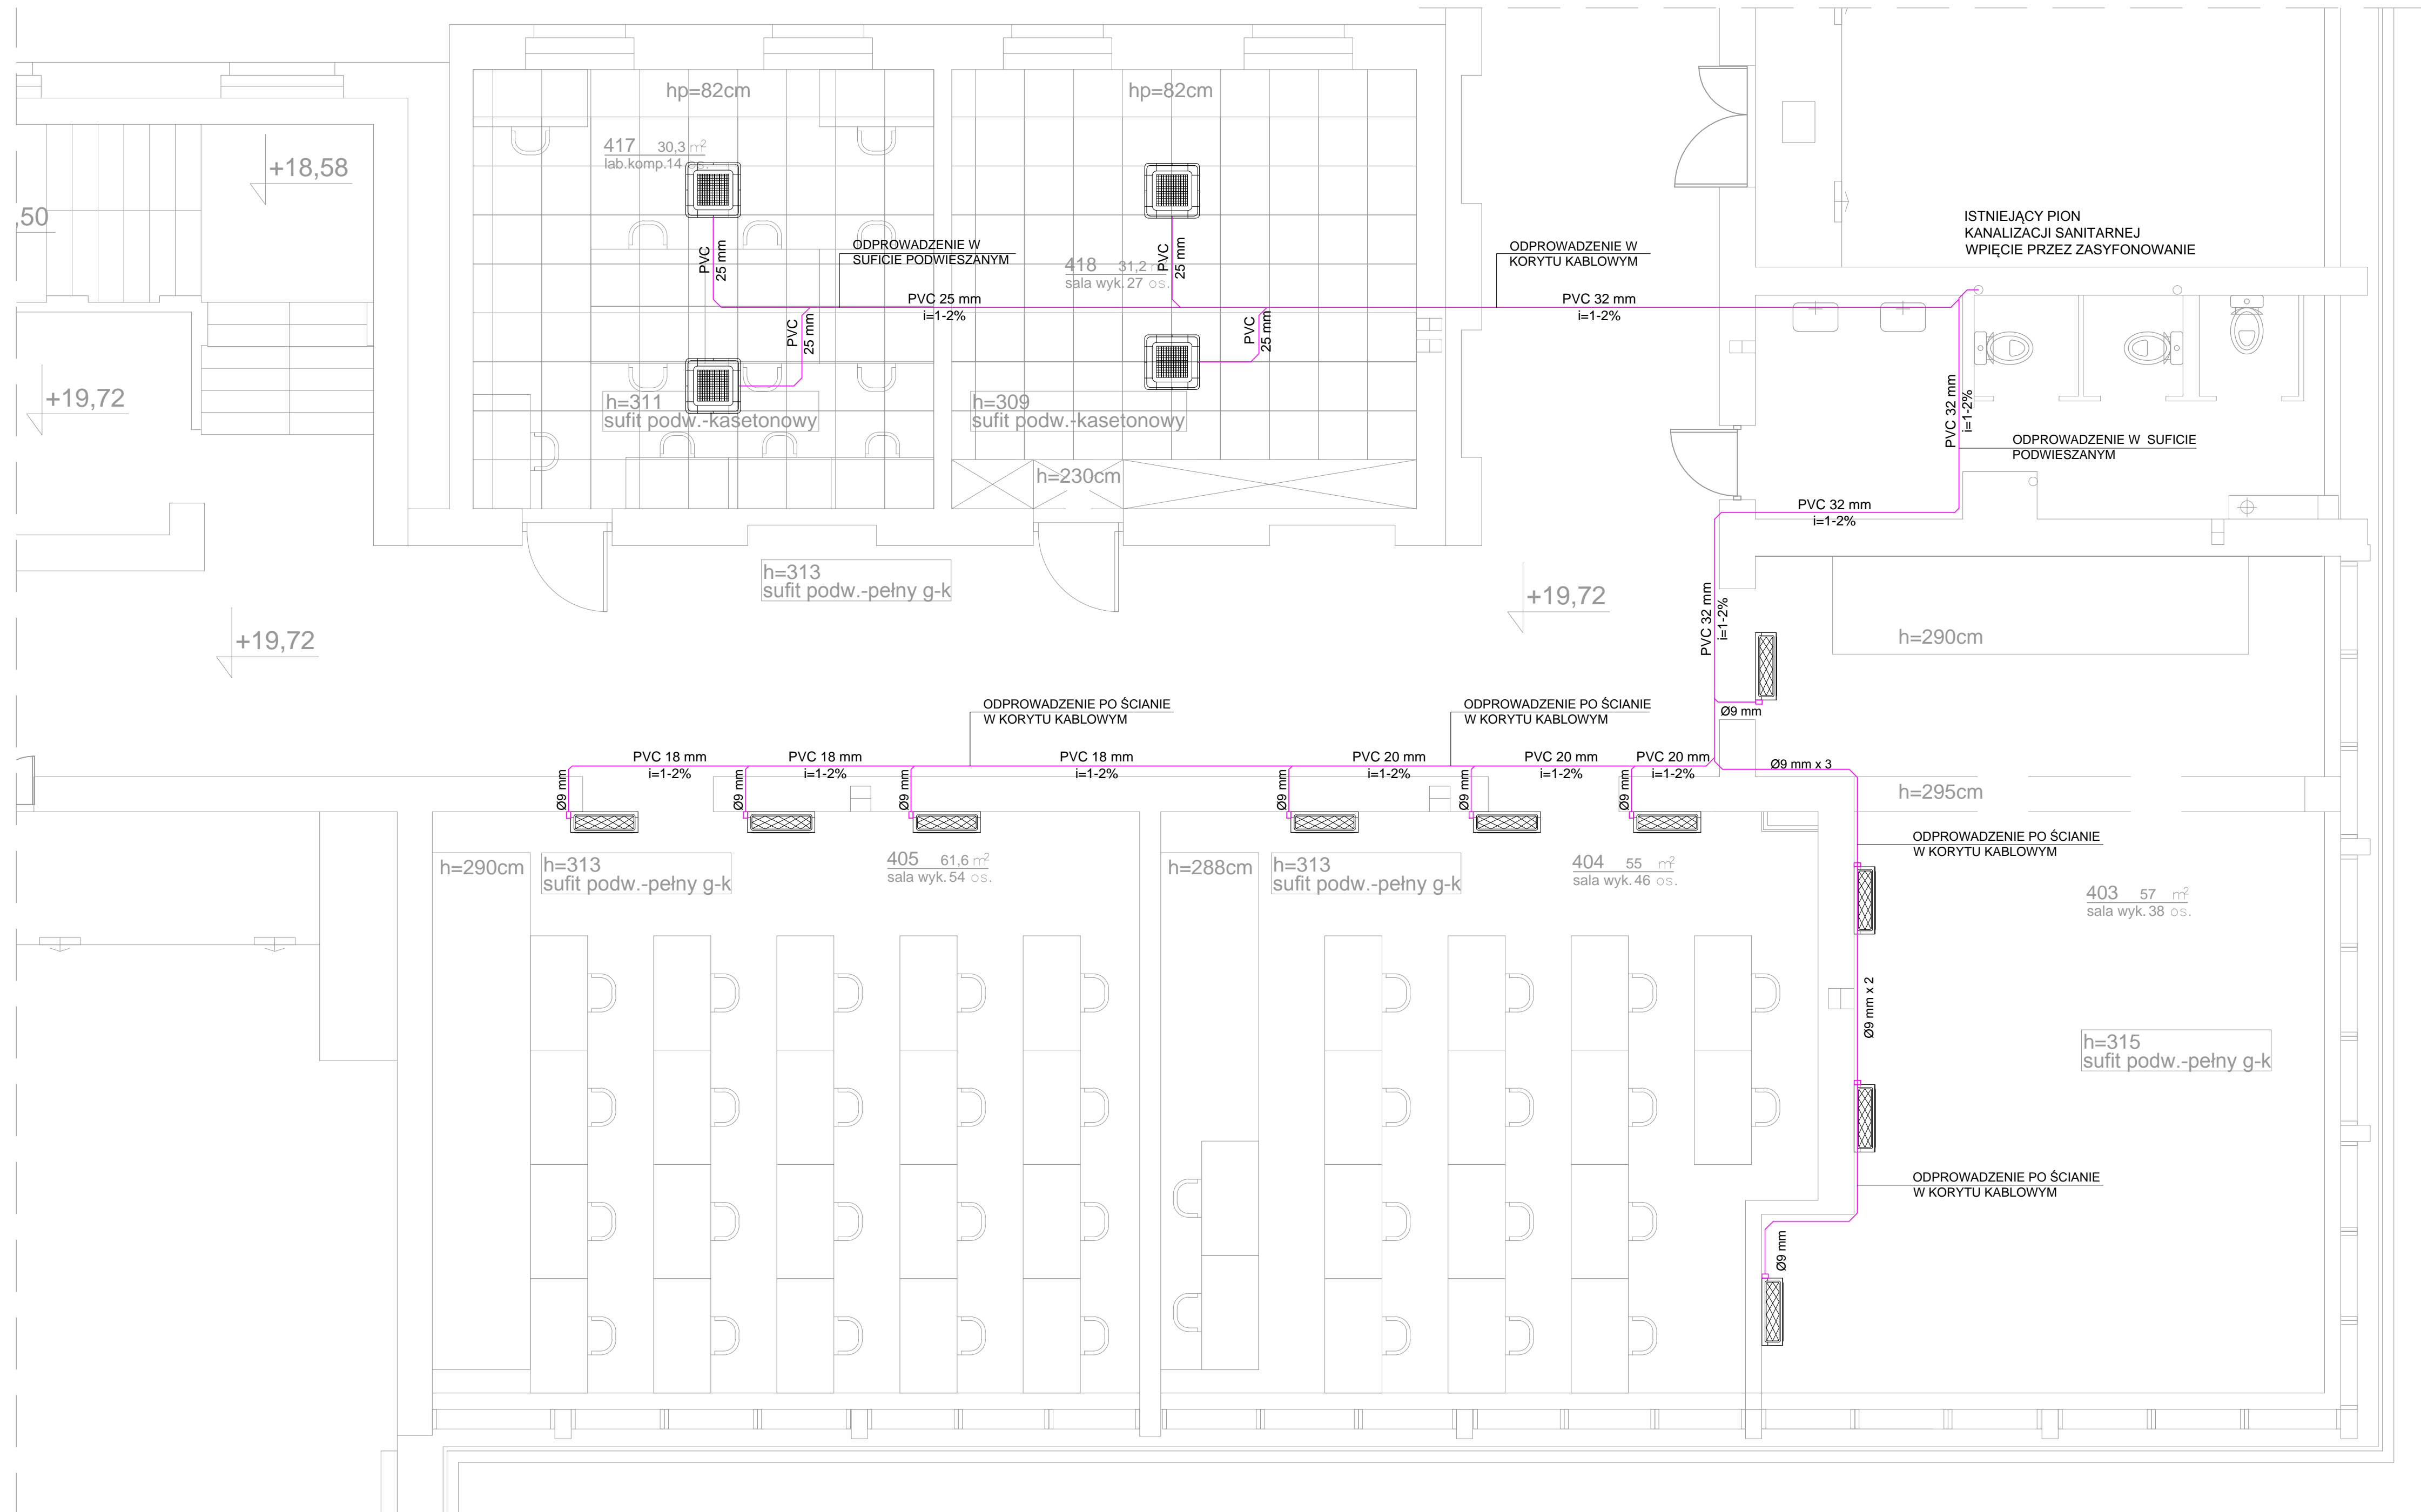 hp=82cm
hp=82cm
417 30,3 m²
lab.komp.14
+18,58
,50
ISTNIEJĄCY PION
KANALIZACJI SANITARNEJ
WPIĘCIE PRZEZ ZASYFONOWANIE
ODPROWADZENIE W
SUFICIE PODWIESZANYM
ODPROWADZENIE W
KORYTU KABLOWYM
PVC
25 mm
418 31,2
sala wyk. 27 os.
PVC
25 mm
PVC 25 mm
i=1-2%
PVC 32 mm
i=1-2%
PVC
25 mm
PVC
25 mm
+19,72
h=311
sufit podw.-kasetonowy
h=309
sufit podw.-kasetonowy
PVC 32 mm
i=1-2%
ODPROWADZENIE W SUFICIE
PODWIESZANYM
h=230cm
PVC 32 mm
i=1-2%
h=313
sufit podw.-pełny g-k
+19,72
+19,72
PVC 32 mm
i=1-2%
h=290cm
ODPROWADZENIE PO ŚCIANIE
W KORYTU KABLOWYM
ODPROWADZENIE PO ŚCIANIE
W KORYTU KABLOWYM
Ø9 mm
PVC 18 mm
i=1-2%
PVC 18 mm
i=1-2%
PVC 18 mm
i=1-2%
PVC 20 mm
i=1-2%
PVC 20 mm
i=1-2%
PVC 20 mm
i=1-2%
Ø9 mm x 3
Ø9 mm
Ø9 mm
Ø9 mm
Ø9 mm
Ø9 mm
Ø9 mm
h=295cm
ODPROWADZENIE PO ŚCIANIE
W KORYTU KABLOWYM
h=290cm
h=313
sufit podw.-pełny g-k
405 61,6 m²
sala wyk. 54 os.
h=288cm
h=313
sufit podw.-pełny g-k
404 55 m²
sala wyk. 46 os.
403 57 m²
sala wyk. 38 os.
Ø9 mm x 2
h=315
sufit podw.-pełny g-k
ODPROWADZENIE PO ŚCIANIE
W KORYTU KABLOWYM
Ø9 mm